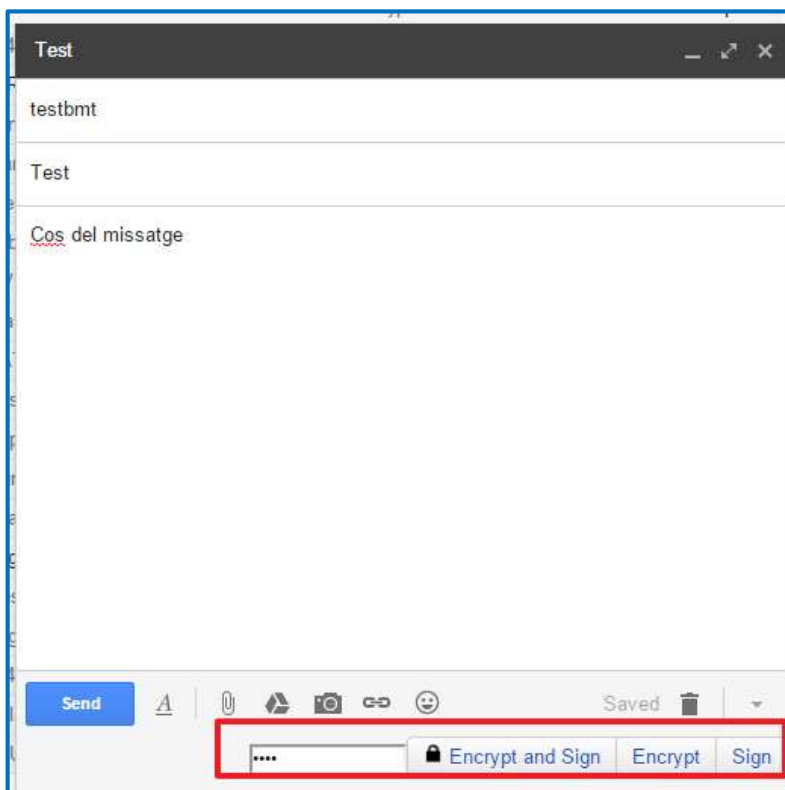 Test
testbmt
Test
Cos del missatge
Send A Saved
•••• Encrypt and Sign Encrypt Sign